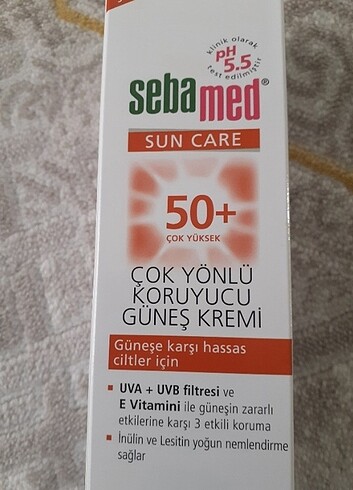 klinik olarak
pH
5.5
test edilmiştir
sebamed®
SUN CARE
50+
ÇOK YÜKSEK
ÇOK YÖNLÜ
KORUYUCU
GÜNEŞ KREMİ
Güneşe karşı hassas
ciltler için
▪ UVA + UVB filtresi ve
E Vitamini ile güneşin zararlı
etkilerine karşı 3 etkili koruma
▪ İnülin ve Lesitin yoğun nemlendirme
sağlar